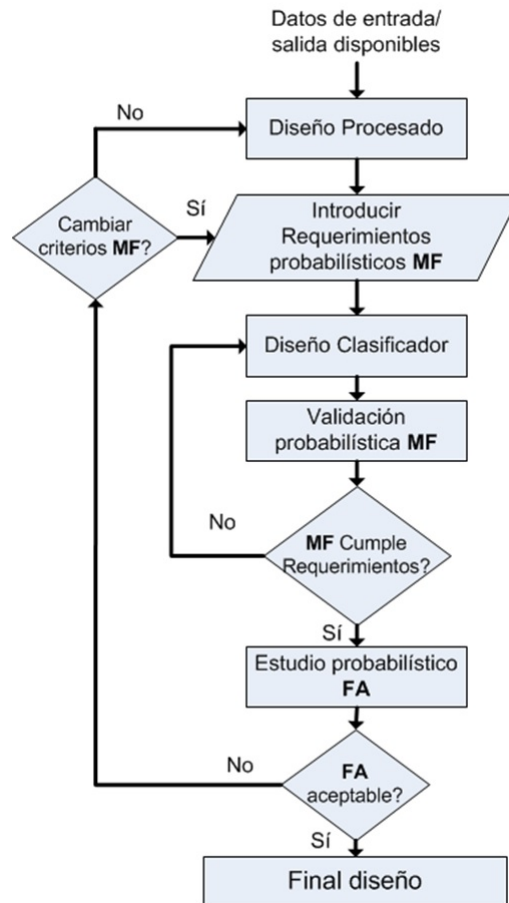 Datos de entrada/
salida disponibles
No
Diseño Procesado
Cambiar
criterios MF?
Sí
Introducir
Requerimientos
probabilísticos MF
Diseño Clasificador
Validación
probabilística MF
No
MF Cumple
Requerimientos?
Sí
Estudio probabilístico
FA
No
FA
aceptable?
Sí
Final diseño